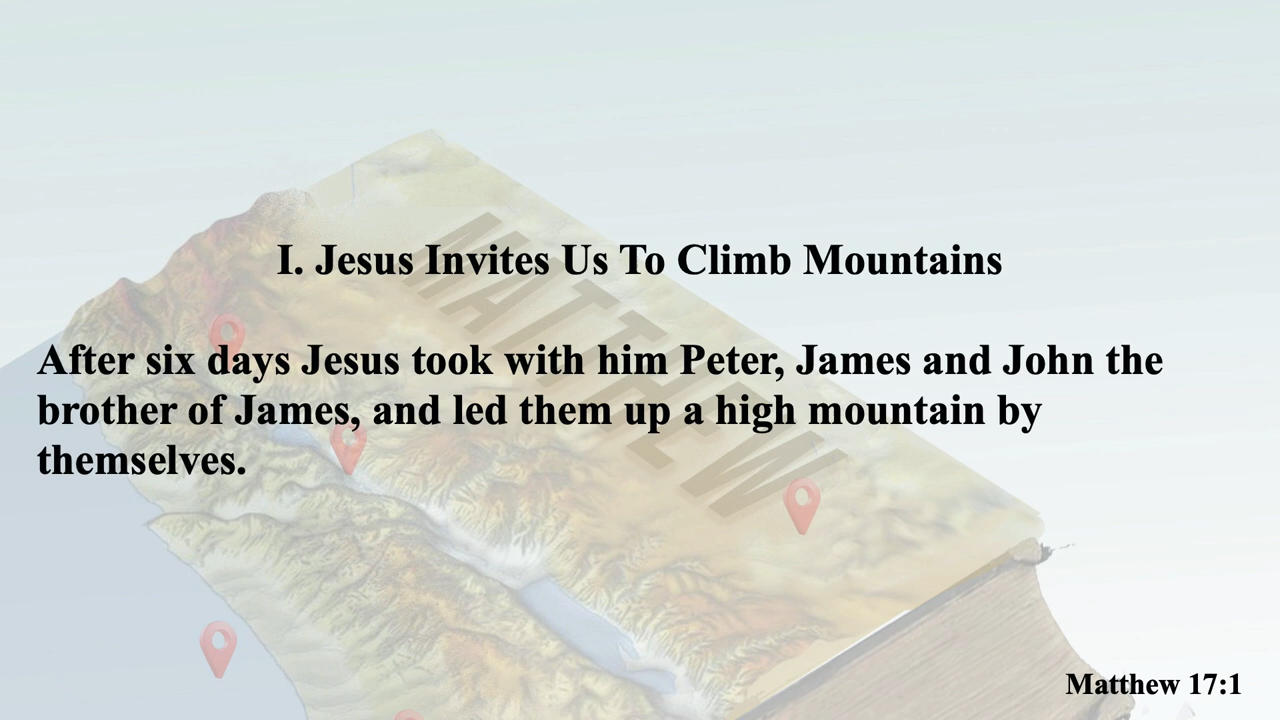 MATTHEW
I. Jesus Invites Us To Climb Mountains
After six days Jesus took with him Peter, James and John the
brother of James, and led them up a high mountain by
themselves.
Matthew 17:1